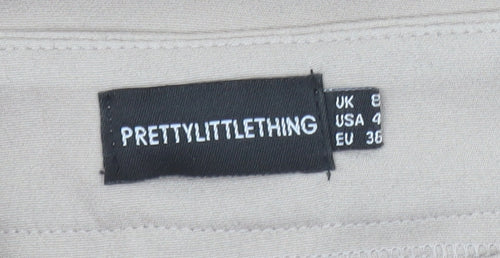 PRETTYLITTLETHING
UK 8
USA 4
EU 36